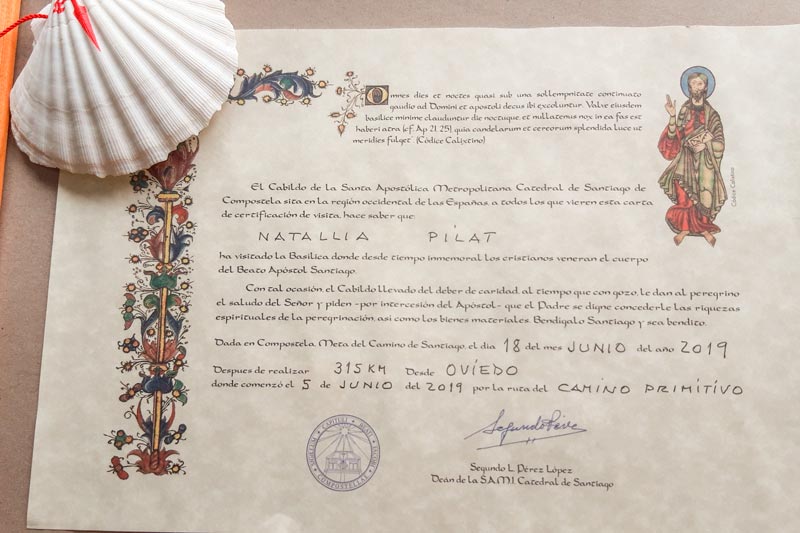 Omnes dies et noctes quasi sub una sollempnitate continuato
gaudio ad Domini et apostoli decus ibi excoluntur. Valve eiusdem
basilice minime clauduntur die noctuque et nullatenus nox in ea fas est
haberi atra (cf. Ap 21, 25), quia candelarum et cereorum splendida luce ut
meridies fulget (Códice Calixtino)
Códice Calixtino
El Cabildo de la Santa Apostólica Metropolitana Catedral de Santiago de
Compostela sita en la región occidental de las Españas, a todos los que vieren esta carta
de certificación de visita, hace saber que:
NATALLIA PILAT
ha visitado la Basílica donde desde tiempo inmemorial los cristianos veneran el cuerpo
del Beato Apóstol Santiago.
Con tal ocasión, el Cabildo llevado del deber de caridad, al tiempo que con gozo, le dan al peregrino
el saludo del Señor y piden -por intercesión del Apóstol- que el Padre se digne concederle las riquezas
espirituales de la peregrinación, así como los bienes materiales. Bendígalo Santiago y sea bendito.
Dada en Compostela, Meta del Camino de Santiago, el día 18 del mes JUNIO del año 2019
Despues de realizar 315 KM Desde OVIEDO
donde comenzó el 5 de JUNIO del 2019 por la ruta del CAMINO PRIMITIVO
Segundo L. Pérez López
Deán de la S.A.M.I. Catedral de Santiago